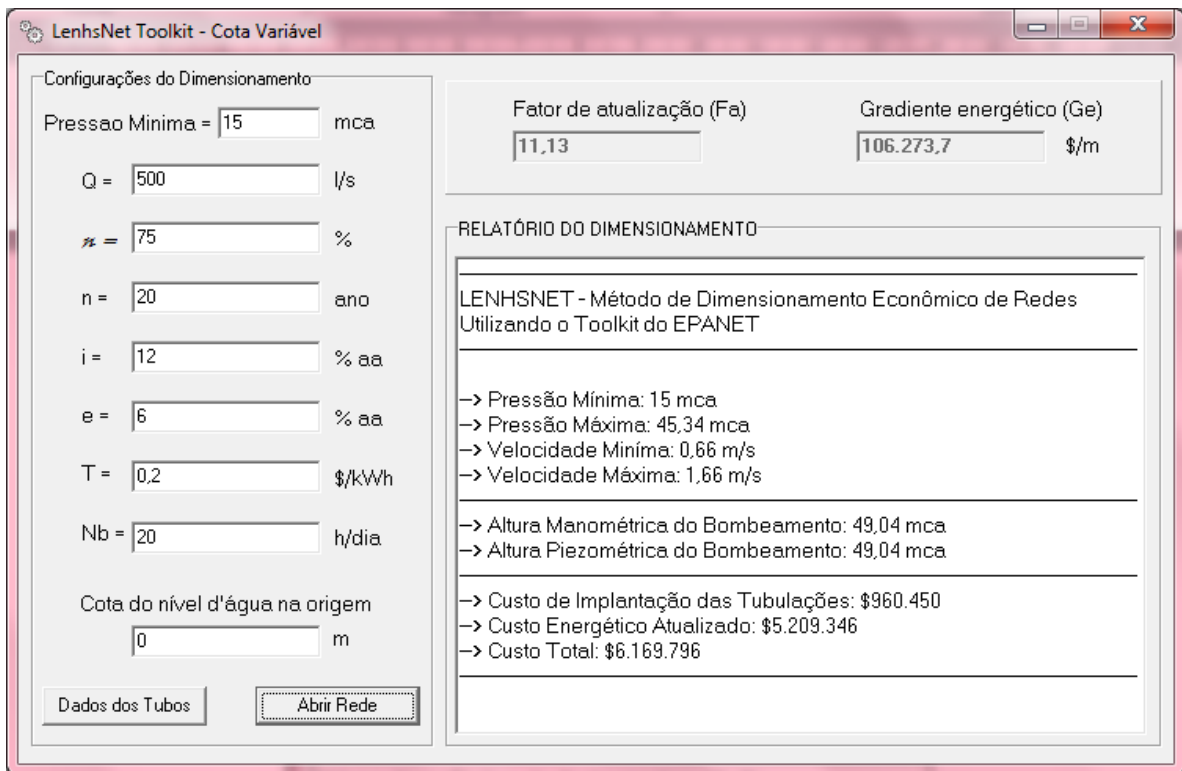 LenhsNet Toolkit - Cota Variável
Configurações do Dimensionamento
Pressao Minima = 15 mca
Q = 500 l/s
n = 75 %
n = 20 ano
i = 12 % aa
e = 6 % aa
T = 0,2 $/kWh
Nb = 20 h/dia
Cota do nível d'água na origem
0 m
Dados dos Tubos
Abrir Rede
Fator de atualização (Fa)
11,13
Gradiente energético (Ge)
106.273,7 $/m
RELATÓRIO DO DIMENSIONAMENTO
LENHSNET - Método de Dimensionamento Econômico de Redes
Utilizando o Toolkit do EPANET
--> Pressão Mínima: 15 mca
--> Pressão Máxima: 45,34 mca
--> Velocidade Miníma: 0,66 m/s
--> Velocidade Máxima: 1,66 m/s
--> Altura Manométrica do Bombeamento: 49,04 mca
--> Altura Piezométrica do Bombeamento: 49,04 mca
--> Custo de Implantação das Tubulações: $960.450
--> Custo Energético Atualizado: $5.209.346
--> Custo Total: $6.169.796